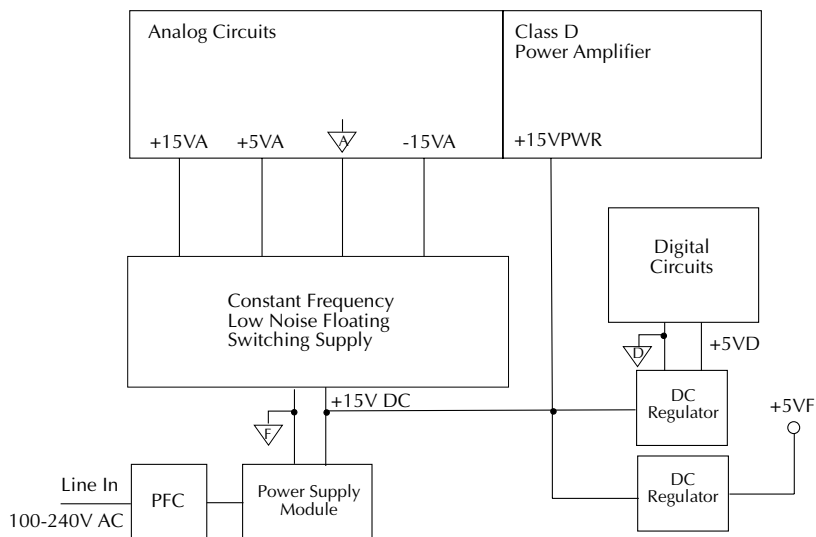 Analog Circuits
Class D
Power Amplifier
+15VA
+5VA
A
-15VA
+15VPWR
Digital
Circuits
Constant Frequency
Low Noise Floating
Switching Supply
D
+5VD
+15V DC
DC
Regulator
+5VF
F
Line In
100-240V AC
PFC
Power Supply
Module
DC
Regulator